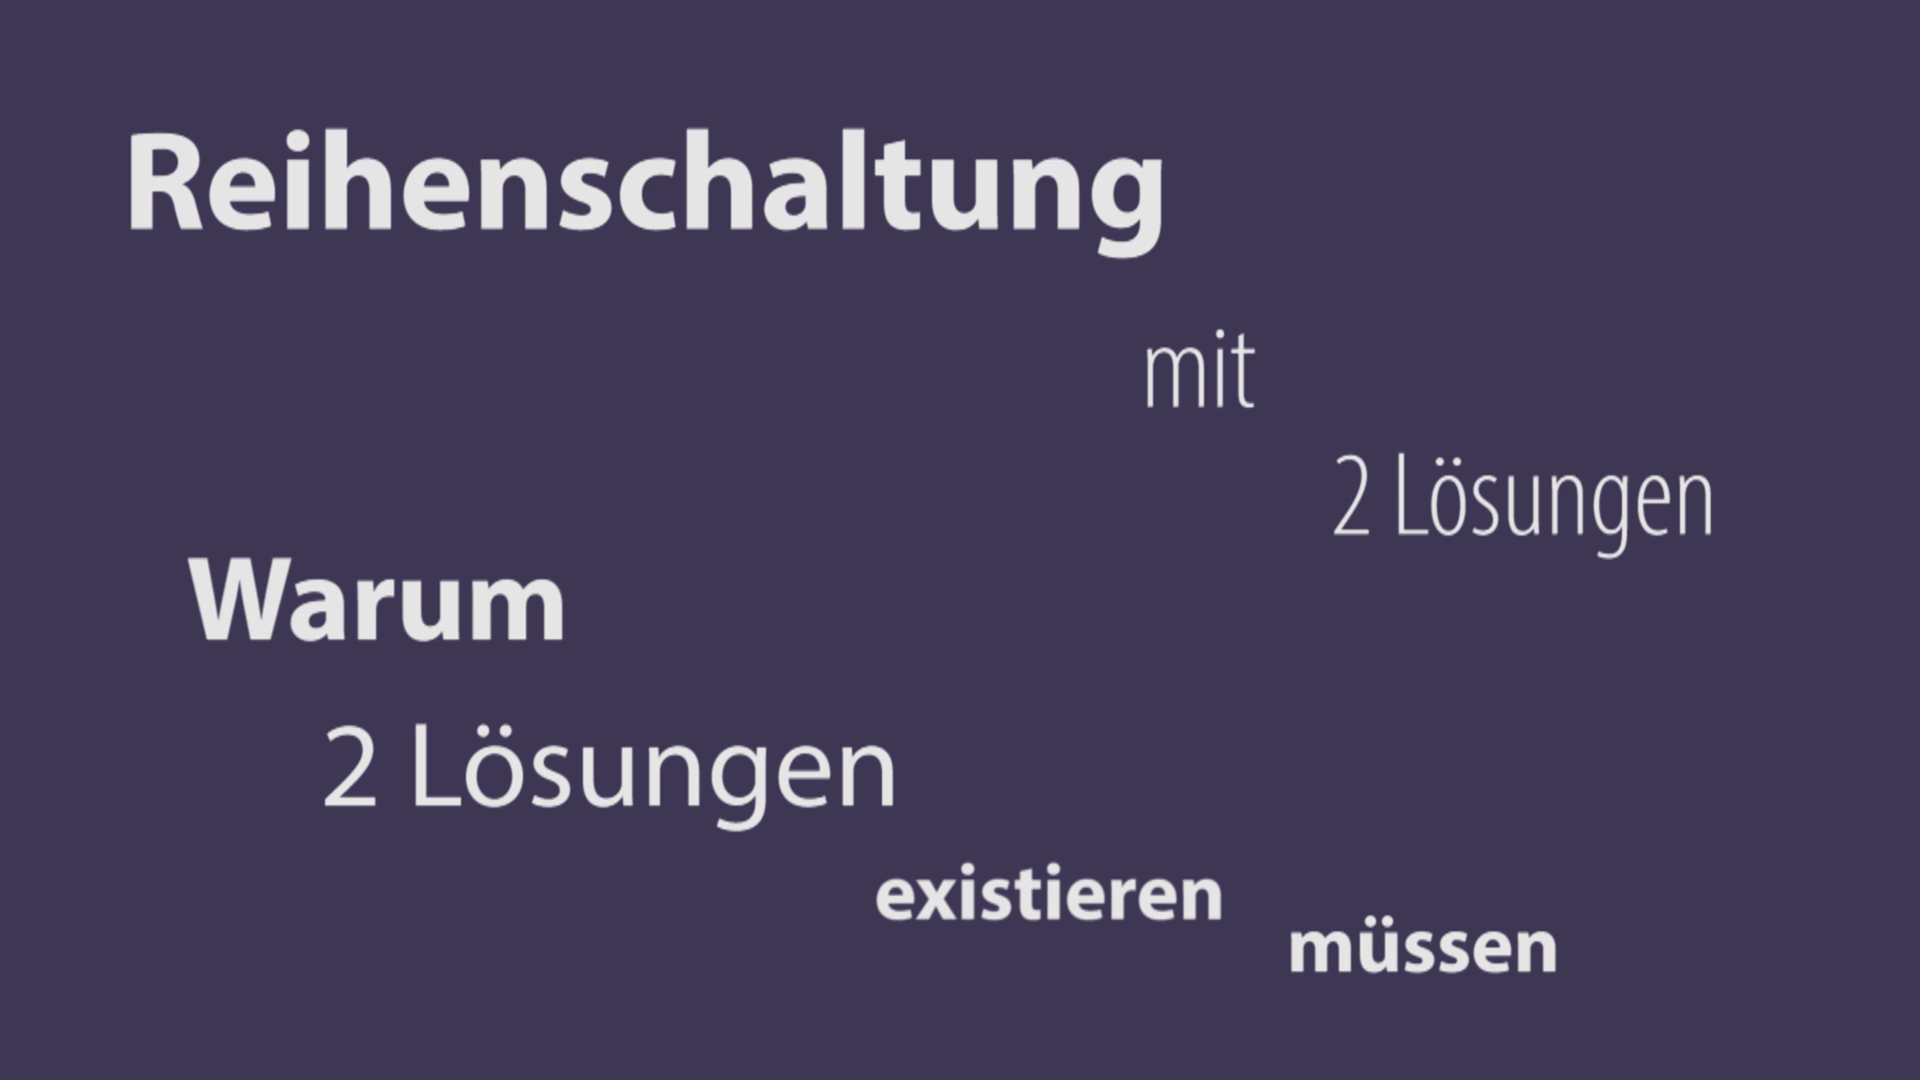 Reihenschaltung
mit
2 Lösungen
Warum
2 Lösungen
existieren
müssen